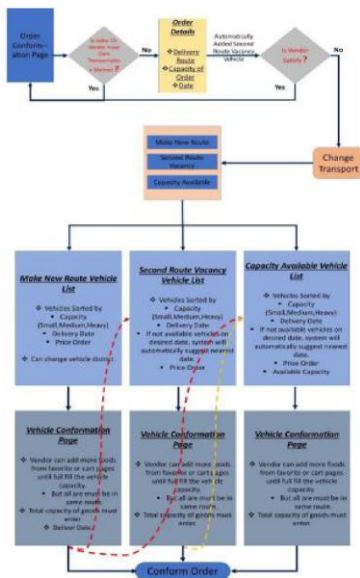 Order
Conform-
ation Page
Is Seller Or
Vendor Have Own
Transportatio
n Method ?
No
Yes
Order
Details
Delivery
Route
Capacity of
Order
Date
Automatically
Added Second
Route Vacancy
Vehicle
Is Vendor
Satisfy ?
Yes
No
Change
Transport
Make New Route
Second Route
Vacancy
Capacity Available
Make New Route Vehicle
List
Vehicles Sorted by
Capacity
(Small,Medium,Heavy)
Delivery Date
Price Order
Can change vehicle district.
Second Route Vacancy
Vehicle List
Vehicles Sorted by
Capacity
(Small,Medium,Heavy)
Delivery Date
If not available vehicles on
desired date, system will
automatically suggest nearest
date.
Price Order
Capacity Available Vehicle
List
Vehicles Sorted by
Capacity
(Small,Medium,Heavy)
Delivery Date
If not available vehicles on
desired date, system will
automatically suggest nearest
date.
Price Order
Available Capacity
Vehicle Conformation
Page
Vendor can add more foods
from favorite or cart pages
until full fill the vehicle
capacity.
But all are must be in
same route.
Total capacity of goods must
enter.
Deliver Date
Vehicle Conformation
Page
Vendor can add more foods
from favorite or cart pages
until full fill the vehicle
capacity.
But all are must be in
same route.
Total capacity of goods must
enter.
Vehicle Conformation
Page
Vendor can add more foods
from favorite or cart pages
until full fill the vehicle
capacity.
But all are must be in
same route.
Total capacity of goods must
enter.
Conform Order